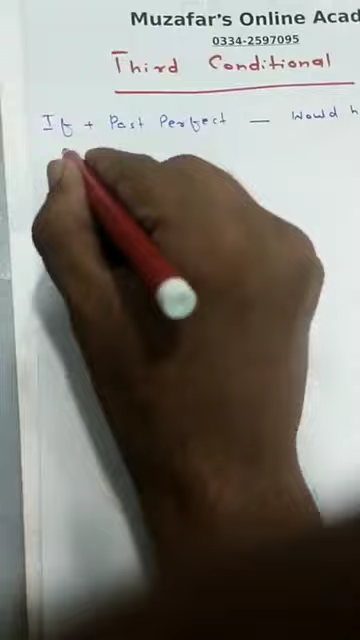 Muzafar's Online Acad
0334-2597095
Third Conditional
If + Past Perfect — Would h